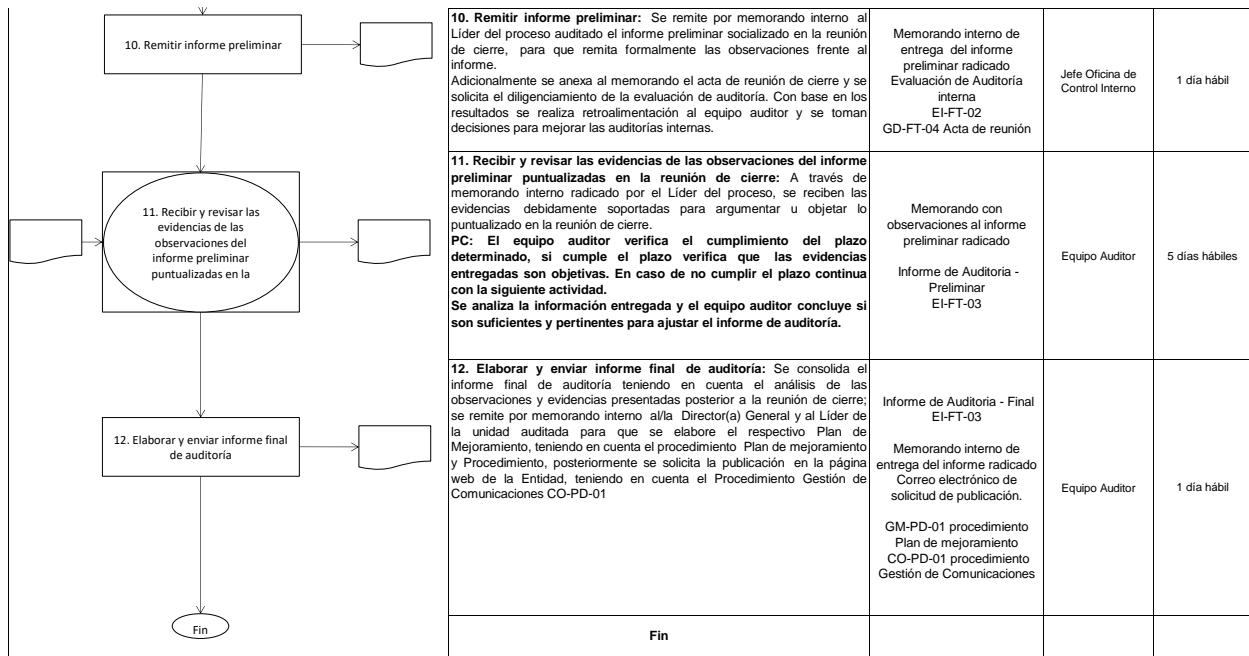 10. Remitir informe preliminar
10. Remitir informe preliminar: Se remite por memorando interno al
Líder del proceso auditado el informe preliminar socializado en la reunión
de cierre, para que remita formalmente las observaciones frente al
informe.
Adicionalmente se anexa al memorando el acta de reunión de cierre y se
solicita el diligenciamiento de la evaluación de auditoría. Con base en los
resultados se realiza retroalimentación al equipo auditor y se toman
decisiones para mejorar las auditorías internas.
Memorando interno de
entrega del informe
preliminar radicado
Evaluación de Auditoría
interna
EI-FT-02
GD-FT-04 Acta de reunión
Jefe Oficina de
Control Interno
1 día hábil
11. Recibir y revisar las
evidencias de las
observaciones del
informe preliminar
puntualizadas en la
11. Recibir y revisar las evidencias de las observaciones del informe
preliminar puntualizadas en la reunión de cierre: A través de
memorando interno radicado por el Líder del proceso, se reciben las
evidencias debidamente soportadas para argumentar u objetar lo
puntualizado en la reunión de cierre.
PC: El equipo auditor verifica el cumplimiento del plazo
determinado, si cumple el plazo verifica que las evidencias
entregadas son objetivas. En caso de no cumplir el plazo continua
con la siguiente actividad.
Se analiza la información entregada y el equipo auditor concluye si
son suficientes y pertinentes para ajustar el informe de auditoría.
Memorando con
observaciones al informe
preliminar radicado
Informe de Auditoria -
Preliminar
EI-FT-03
Equipo Auditor
5 días hábiles
12. Elaborar y enviar informe final
de auditoría
12. Elaborar y enviar informe final de auditoría: Se consolida el
informe final de auditoría teniendo en cuenta el análisis de las
observaciones y evidencias presentadas posterior a la reunión de cierre;
se remite por memorando interno al/la Director(a) General y al Líder de
la unidad auditada para que se elabore el respectivo Plan de
Mejoramiento, teniendo en cuenta el procedimiento Plan de mejoramiento
y Procedimiento, posteriormente se solicita la publicación en la página
web de la Entidad, teniendo en cuenta el Procedimiento Gestión de
Comunicaciones CO-PD-01
Informe de Auditoria - Final
EI-FT-03
Memorando interno de
entrega del informe radicado
Correo electrónico de
solicitud de publicación.
GM-PD-01 procedimiento
Plan de mejoramiento
CO-PD-01 procedimiento
Gestión de Comunicaciones
Equipo Auditor
1 día hábil
Fin
Fin